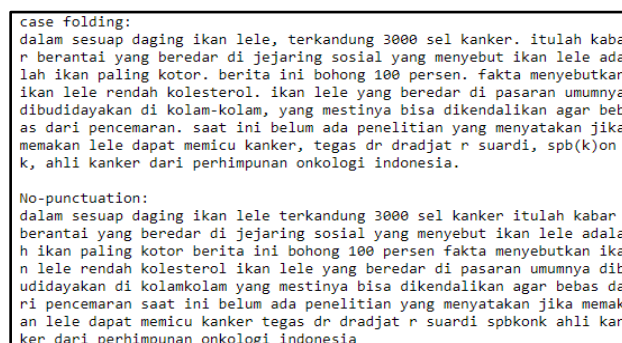 case folding:
dalam sesuap daging ikan lele, terkandung 3000 sel kanker. itulah kaba
r berantai yang beredar di jejaring sosial yang menyebut ikan lele ada
lah ikan paling kotor. berita ini bohong 100 persen. fakta menyebutkan
ikan lele rendah kolesterol. ikan lele yang beredar di pasaran umumnya
dibudidayakan di kolam-kolam, yang mestinya bisa dikendalikan agar beb
as dari pencemaran. saat ini belum ada penelitian yang menyatakan jika
memakan lele dapat memicu kanker, tegas dr dradjat r suardi, spb(k)on
k, ahli kanker dari perhimpunan onkologi indonesia.

No-punctuation:
dalam sesuap daging ikan lele terkandung 3000 sel kanker itulah kabar
berantai yang beredar di jejaring sosial yang menyebut ikan lele adala
h ikan paling kotor berita ini bohong 100 persen fakta menyebutkan ika
n lele rendah kolesterol ikan lele yang beredar di pasaran umumnya dib
udidayakan di kolamkolam yang mestinya bisa dikendalikan agar bebas da
ri pencemaran saat ini belum ada penelitian yang menyatakan jika memak
an lele dapat memicu kanker tegas dr dradjat r suardi spbkonk ahli kan
ker dari perhimpunan onkologi indonesia